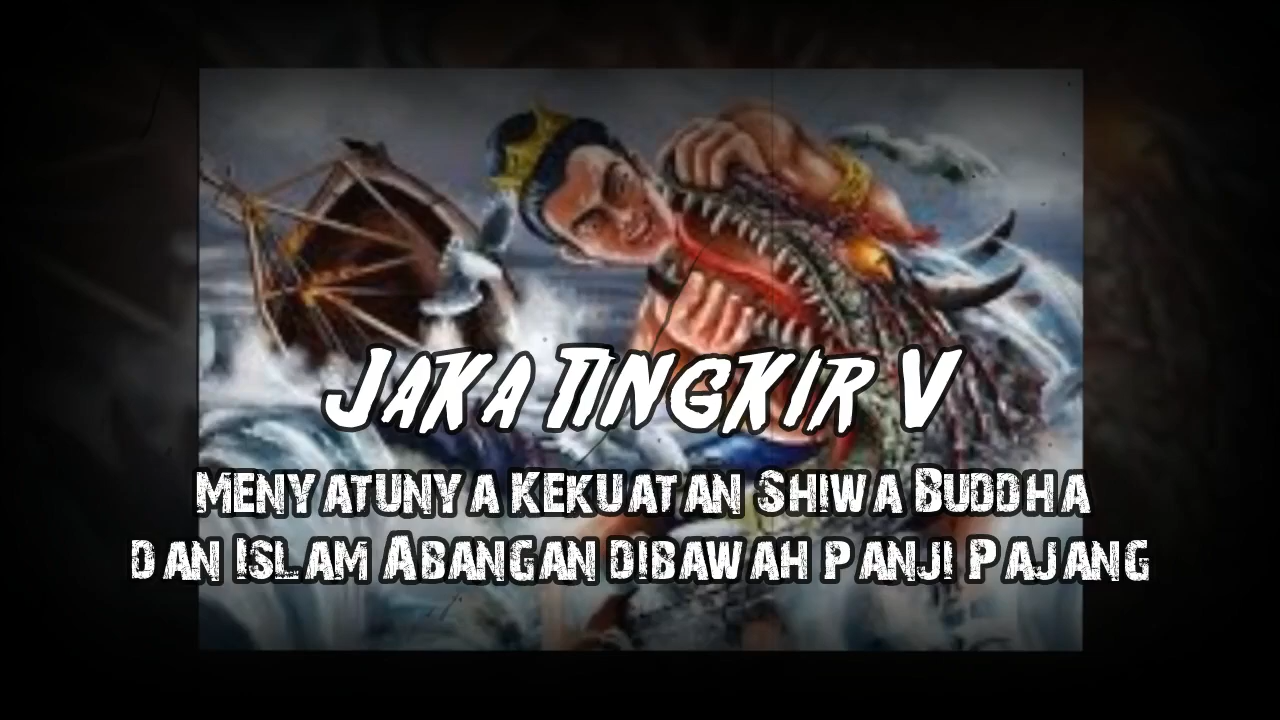 Jaka Tingkir V
Menyatunya Kekuatan Shiwa Buddha
dan Islam Abangan dibawah panji Pajang